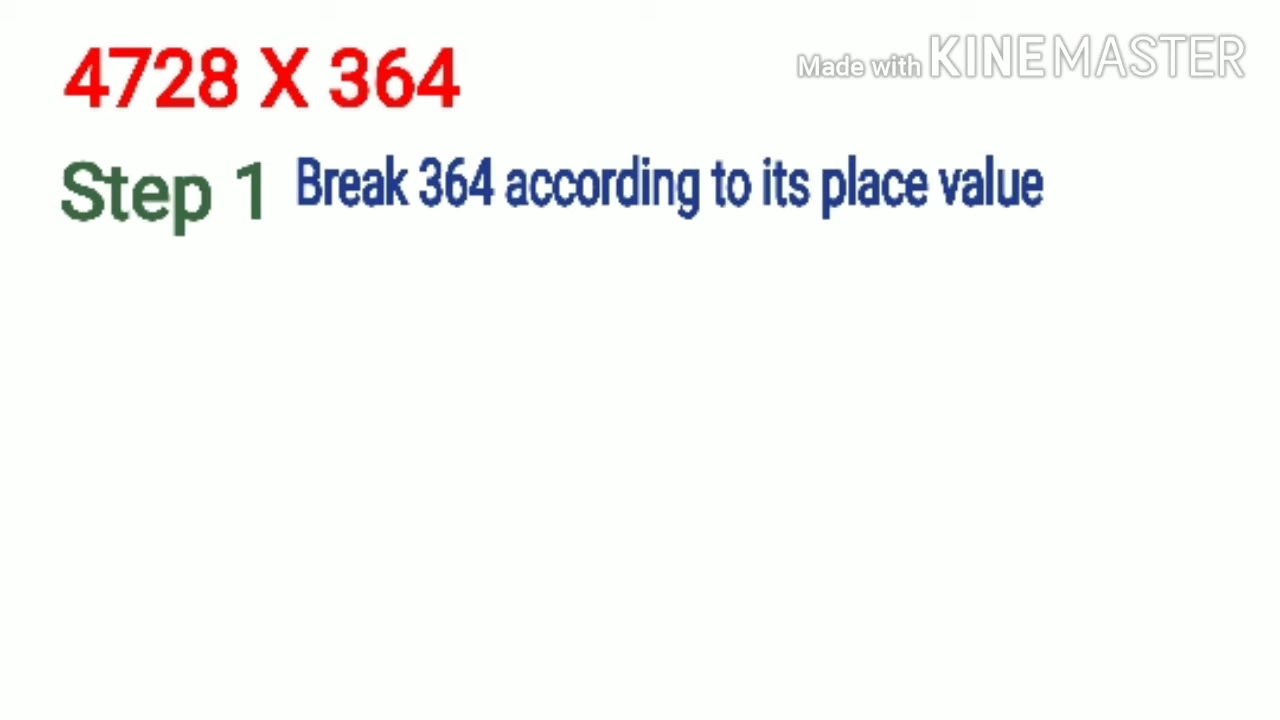 4728 X 364
Made with KINEMASTER
Step 1 Break 364 according to its place value